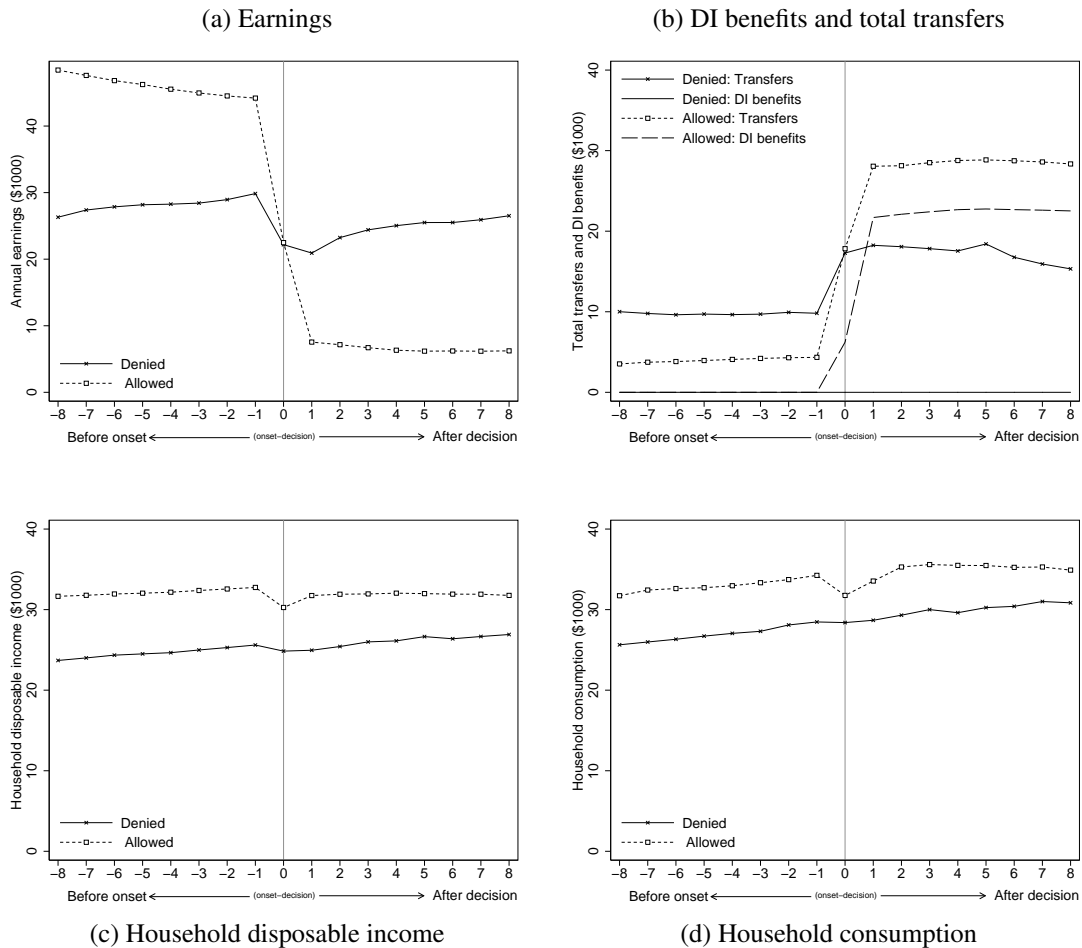 (a) Earnings
Annual earnings ($1000)
0 10 20 30 40
Denied
Allowed
−8 −7 −6 −5 −4 −3 −2 −1 0 1 2 3 4 5 6 7 8
Before onset (onset−decision) After decision
(b) DI benefits and total transfers
Total transfers and DI benefits ($1000)
0 10 20 30 40
Denied: Transfers
Denied: DI benefits
Allowed: Transfers
Allowed: DI benefits
−8 −7 −6 −5 −4 −3 −2 −1 0 1 2 3 4 5 6 7 8
Before onset (onset−decision) After decision
Household disposable income ($1000)
0 10 20 30 40
Denied
Allowed
−8 −7 −6 −5 −4 −3 −2 −1 0 1 2 3 4 5 6 7 8
Before onset (onset−decision) After decision
(c) Household disposable income
Household consumption ($1000)
0 10 20 30 40
Denied
Allowed
−8 −7 −6 −5 −4 −3 −2 −1 0 1 2 3 4 5 6 7 8
Before onset (onset−decision) After decision
(d) Household consumption